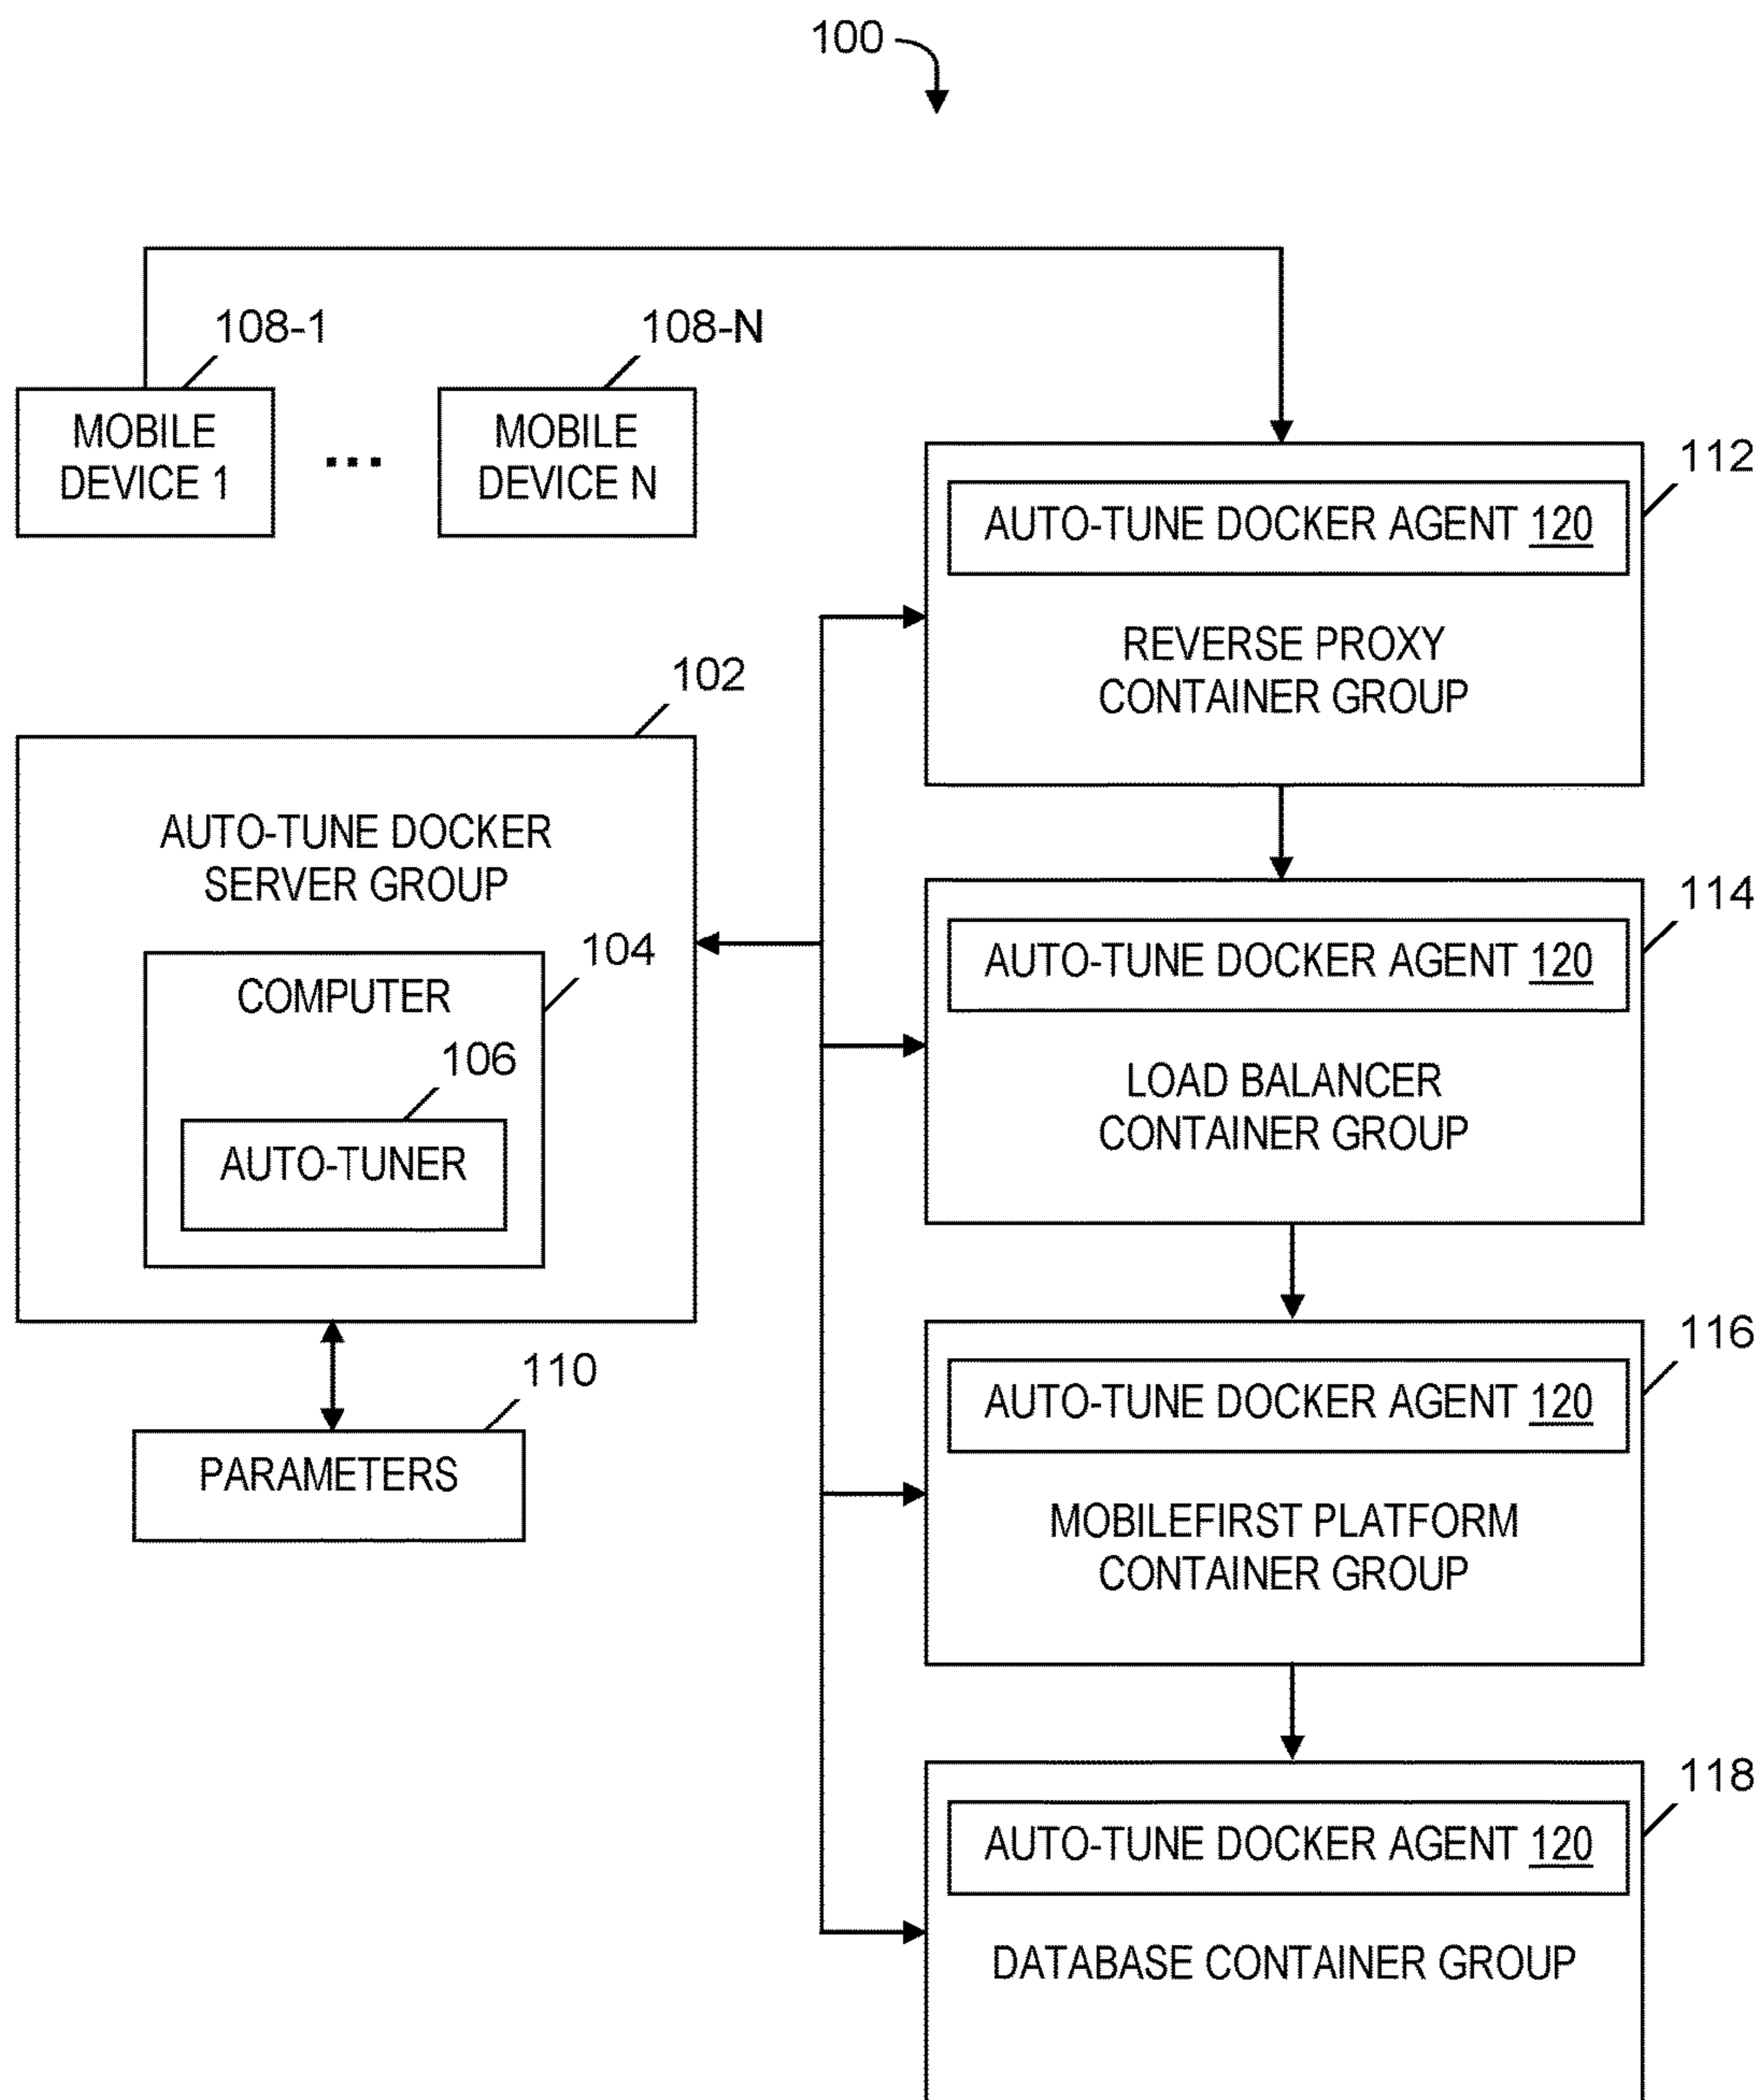 100
108-1
108-N
MOBILE
DEVICE 1
...
MOBILE
DEVICE N
112
AUTO-TUNE DOCKER AGENT 120
REVERSE PROXY
CONTAINER GROUP
102
AUTO-TUNE DOCKER
SERVER GROUP
104
COMPUTER
106
AUTO-TUNER
114
AUTO-TUNE DOCKER AGENT 120
LOAD BALANCER
CONTAINER GROUP
110
PARAMETERS
116
AUTO-TUNE DOCKER AGENT 120
MOBILEFIRST PLATFORM
CONTAINER GROUP
118
AUTO-TUNE DOCKER AGENT 120
DATABASE CONTAINER GROUP